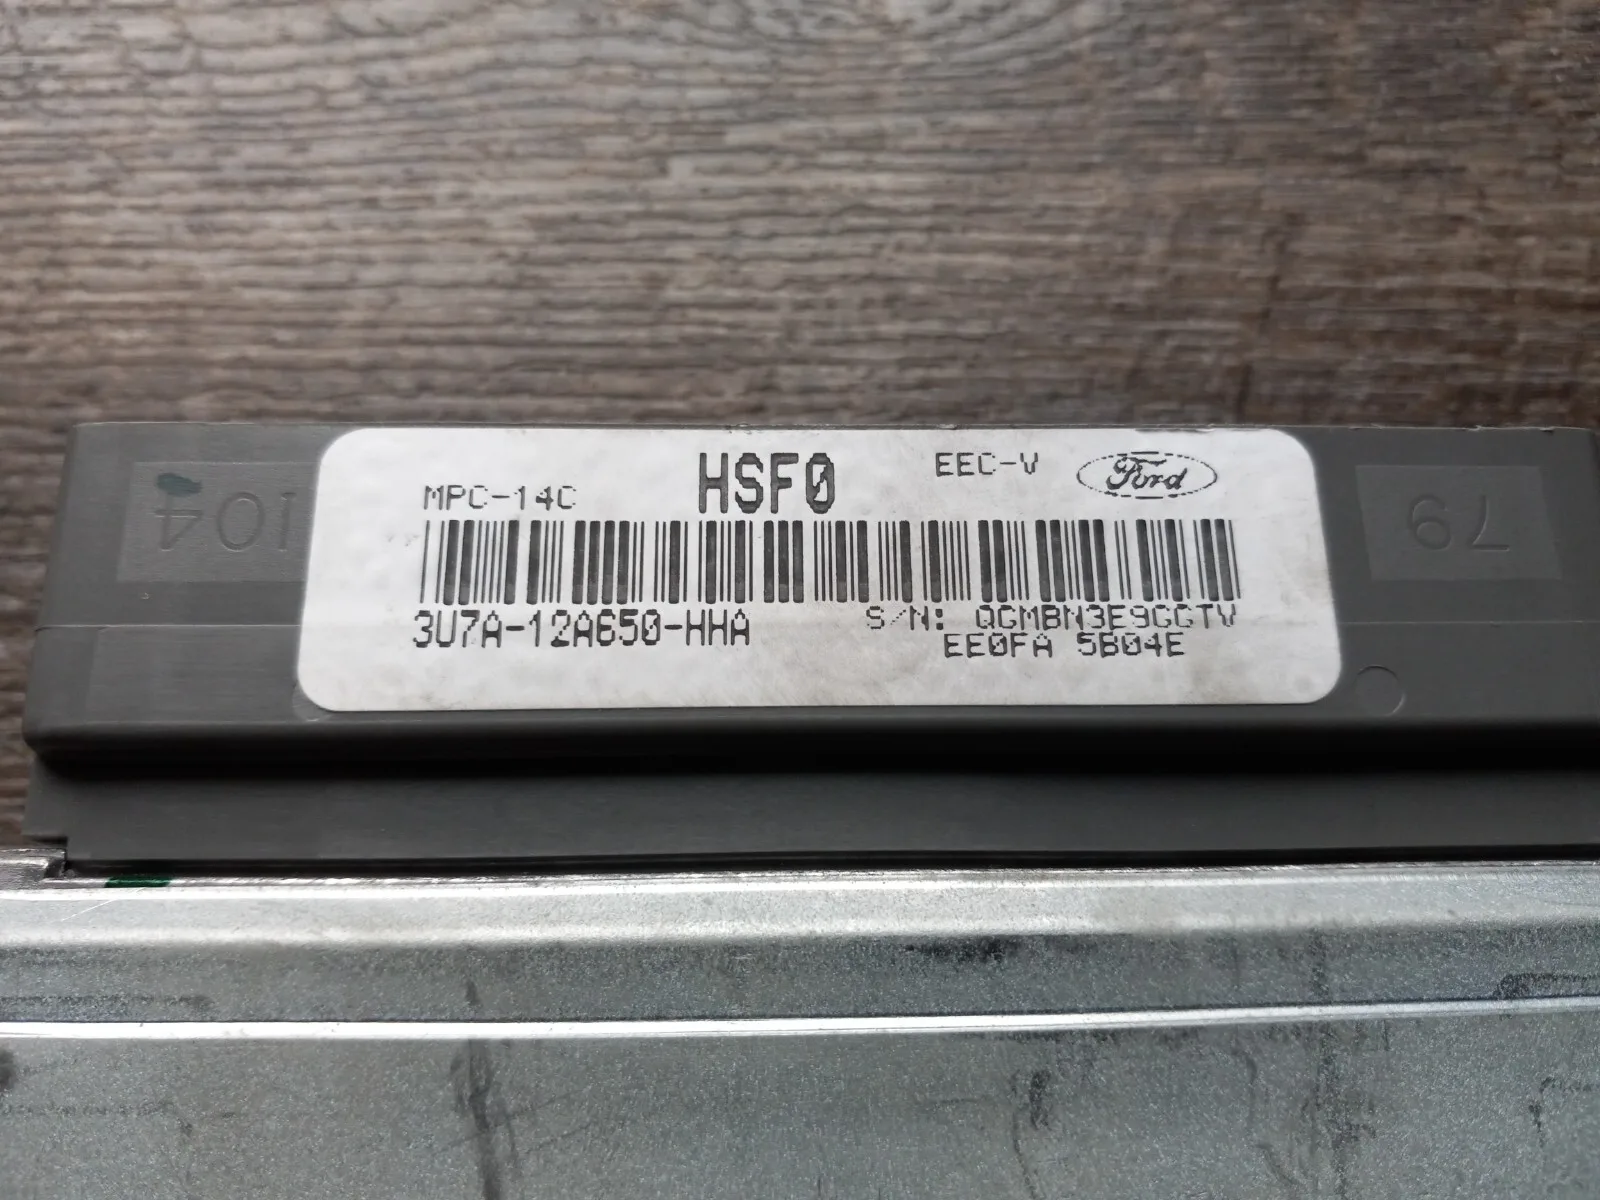 MPC-14C
HSF0
EEC-V
Ford
3U7A-12A650-HHA
S/N: QGMBN3E9GGTV
EE0FA 5B04E
104
79